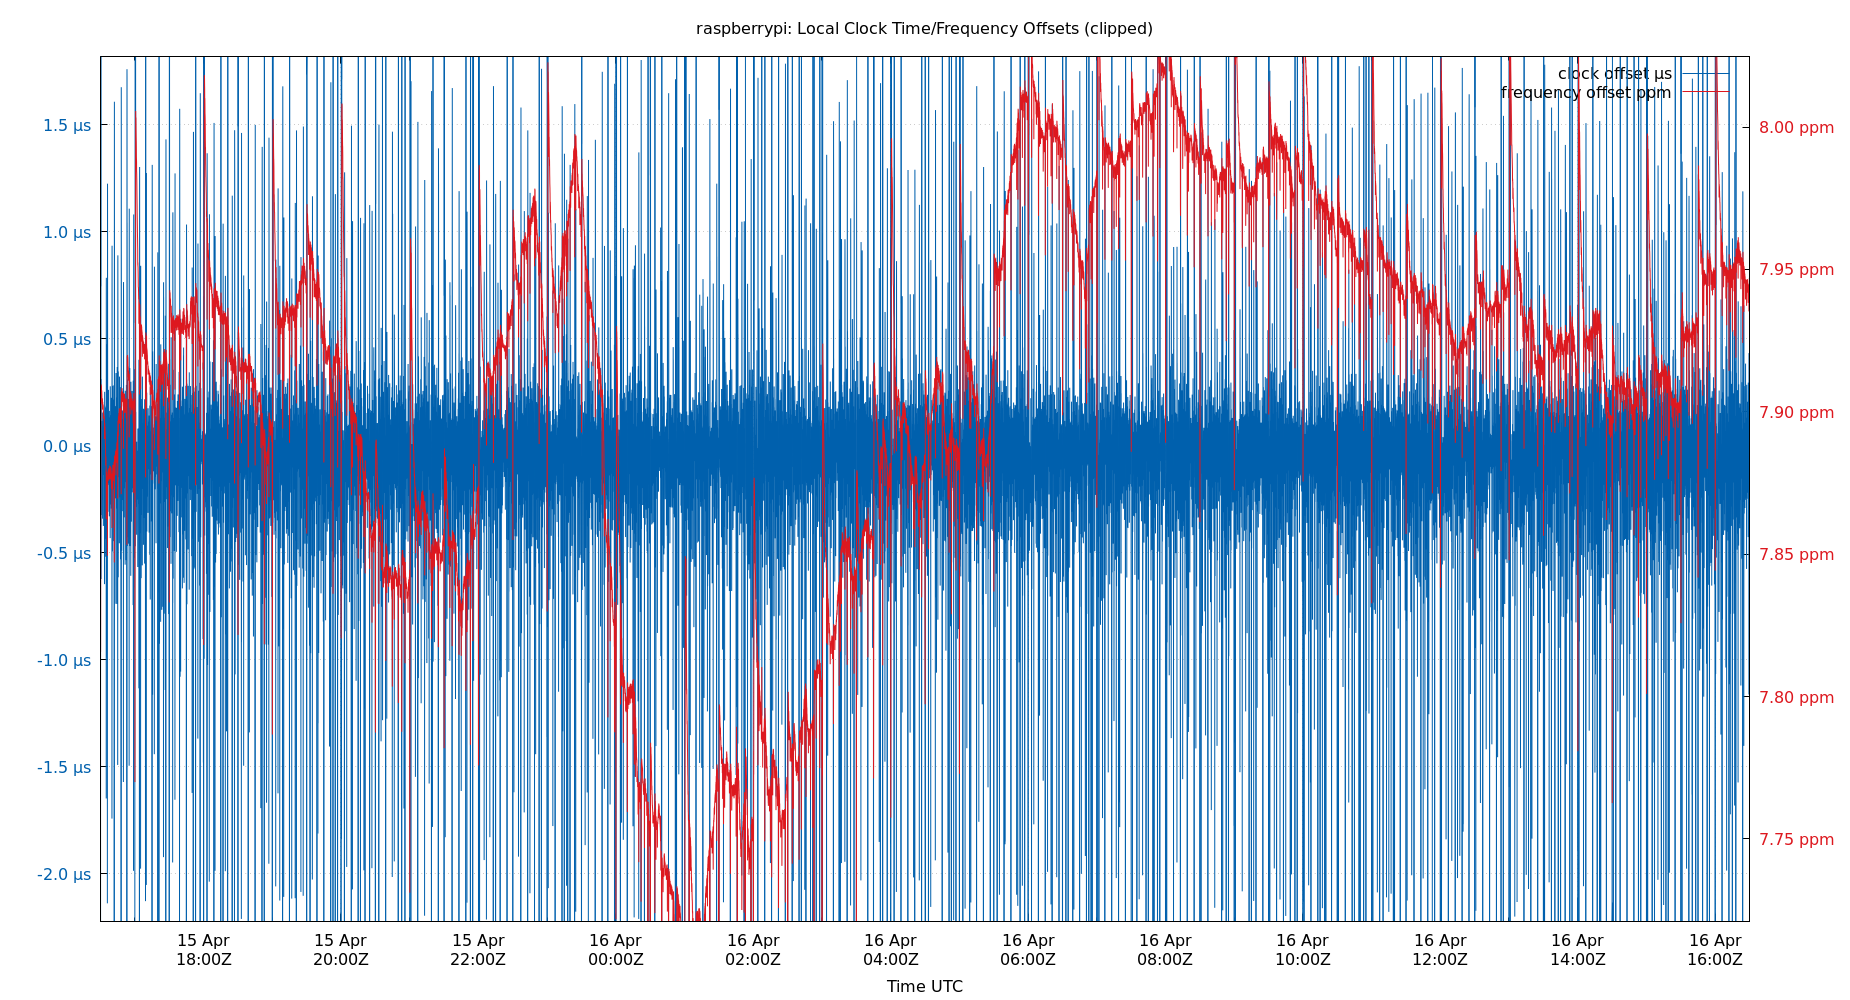 raspberrypi: Local Clock Time/Frequency Offsets (clipped)
clock offset µs
frequency offset ppm
1.5 µs
1.0 µs
0.5 µs
0.0 µs
-0.5 µs
-1.0 µs
-1.5 µs
-2.0 µs
8.00 ppm
7.95 ppm
7.90 ppm
7.85 ppm
7.80 ppm
7.75 ppm
15 Apr 15 Apr 15 Apr 16 Apr 16 Apr 16 Apr 16 Apr 16 Apr 16 Apr 16 Apr 16 Apr 16 Apr
18:00Z 20:00Z 22:00Z 00:00Z 02:00Z 04:00Z 06:00Z 08:00Z 10:00Z 12:00Z 14:00Z 16:00Z
Time UTC